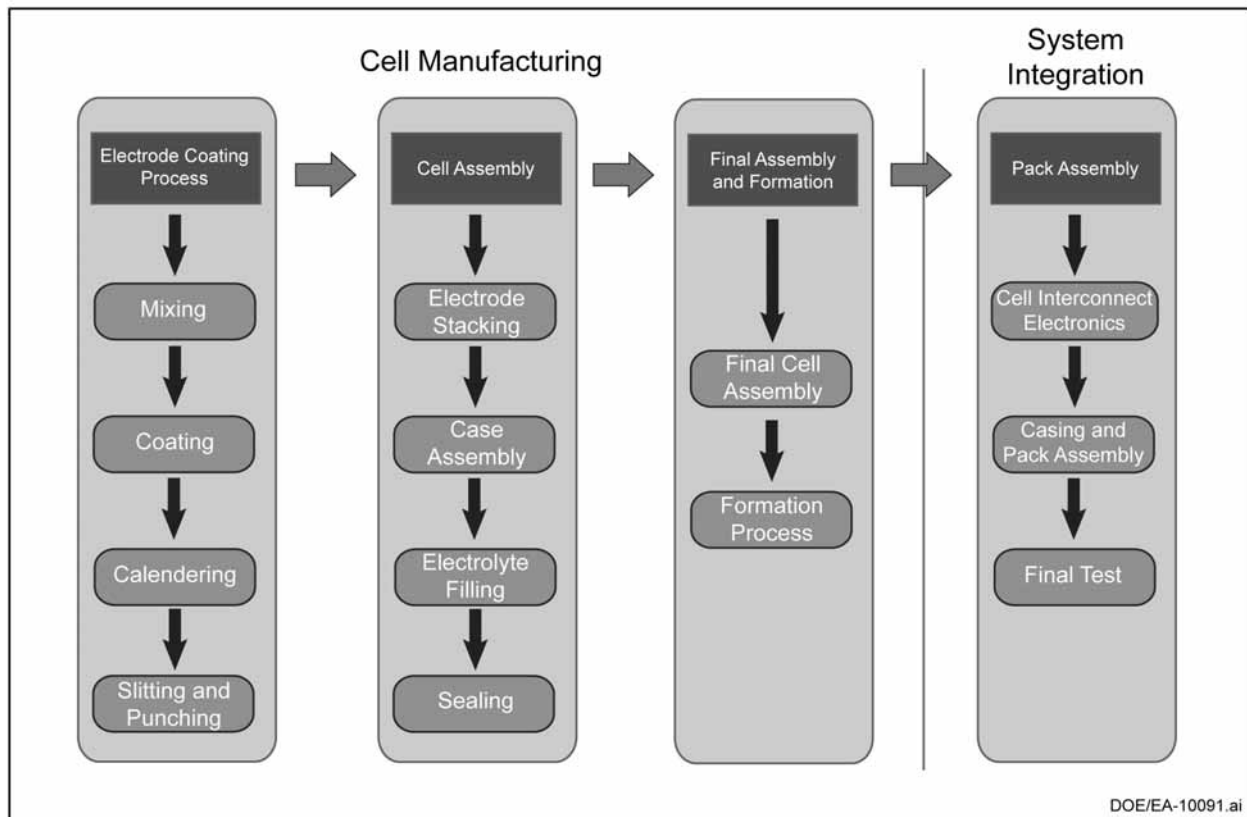 Cell Manufacturing
System
Integration
Electrode Coating
Process
Mixing
Coating
Calendering
Slitting and
Punching
Cell Assembly
Electrode
Stacking
Case
Assembly
Electrolyte
Filling
Sealing
Final Assembly
and Formation
Final Cell
Assembly
Formation
Process
Pack Assembly
Cell Interconnect
Electronics
Casing and
Pack Assembly
Final Test
DOE/EA-10091.ai